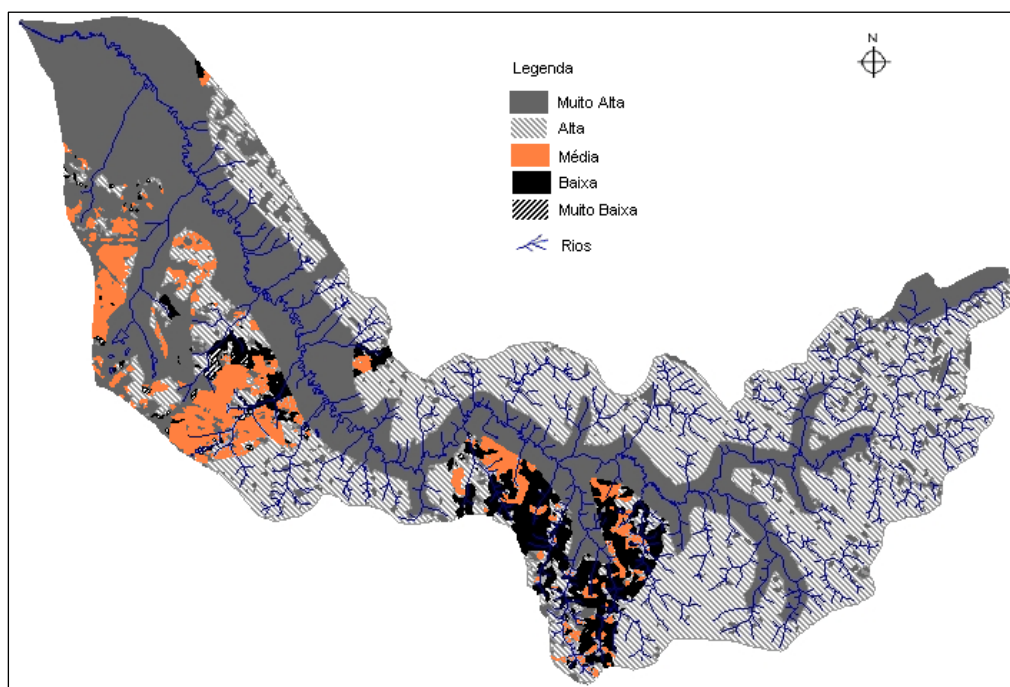 N
Legenda
Muito Alta
Alta
Média
Baixa
Muito Baixa
Rios